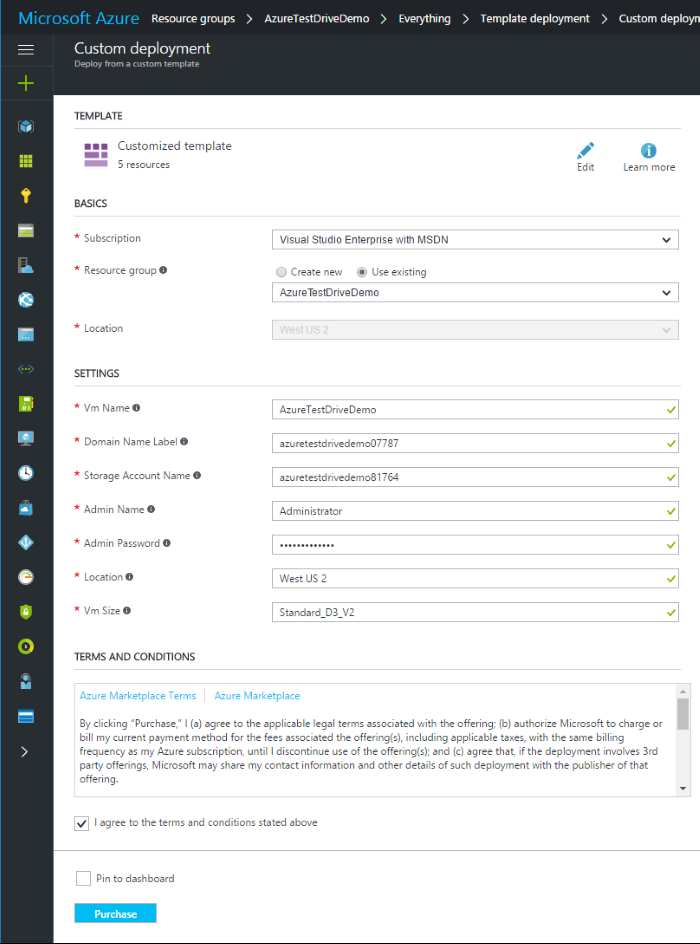 Microsoft Azure Resource groups > AzureTestDriveDemo > Everything > Template deployment > Custom deploym
Custom deployment
Deploy from a custom template
TEMPLATE
Customized template
5 resources
Edit
Learn more
BASICS
* Subscription
Visual Studio Enterprise with MSDN
* Resource group
Create new
Use existing
AzureTestDriveDemo
* Location
West US 2
SETTINGS
* Vm Name
AzureTestDriveDemo
* Domain Name Label
azuretestdrivedemo07787
* Storage Account Name
azuretestdrivedemo81764
* Admin Name
Administrator
* Admin Password
•••••••••••••
* Location
West US 2
* Vm Size
Standard_D3_V2
TERMS AND CONDITIONS
Azure Marketplace Terms | Azure Marketplace
By clicking "Purchase," I (a) agree to the applicable legal terms associated with the offering; (b) authorize Microsoft to charge or
bill my current payment method for the fees associated the offering(s), including applicable taxes, with the same billing
frequency as my Azure subscription, until I discontinue use of the offering(s); and (c) agree that, if the deployment involves 3rd
party offerings, Microsoft may share my contact information and other details of such deployment with the publisher of that
offering.
I agree to the terms and conditions stated above
Pin to dashboard
Purchase